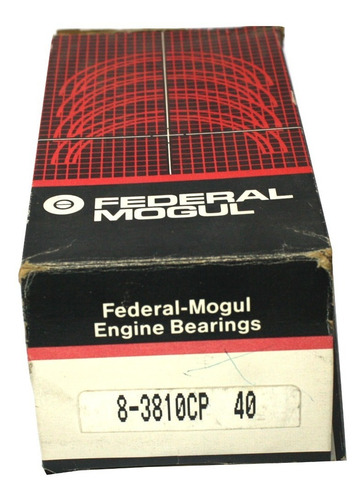 FEDERAL
MOGUL
Federal-Mogul
Engine Bearings
8-3810CP 40